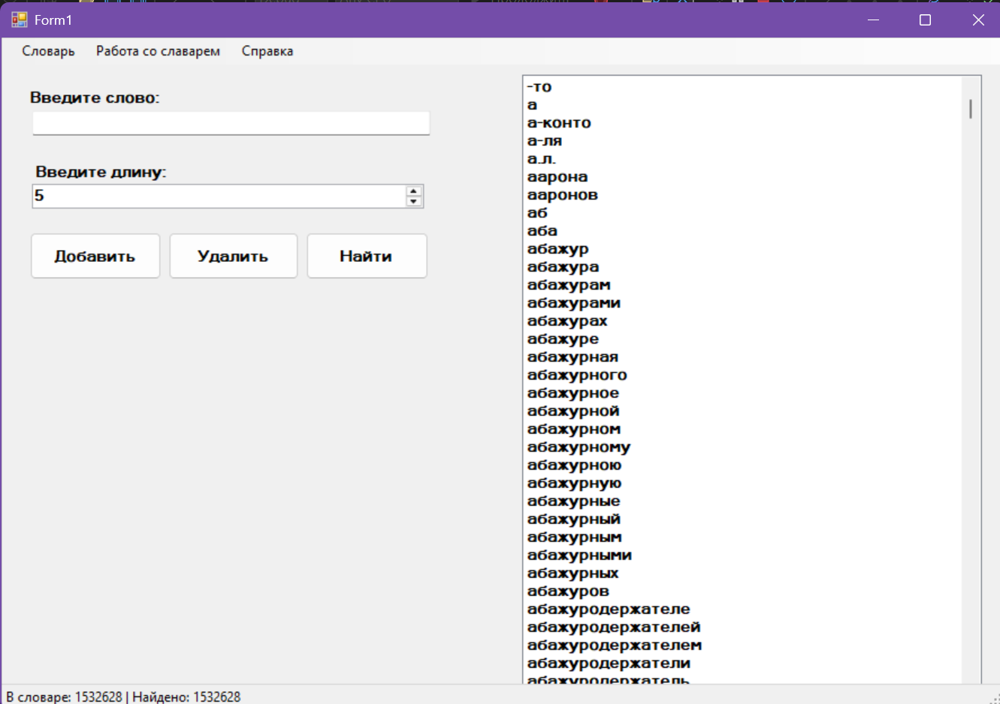 Form1
Словарь Работа со славарем Справка
Введите слово:
Введите длину:
5
Добавить Удалить Найти
-то
а
а-конто
а-ля
а.л.
аарона
ааронов
аб
аба
абажур
абажура
абажурам
абажурами
абажурах
абажуре
абажурная
абажурного
абажурное
абажурной
абажурном
абажурному
абажурною
абажурную
абажурные
абажурный
абажурным
абажурными
абажурных
абажуров
абажуродержателе
абажуродержателей
абажуродержателем
абажуродержатели
абажуродержатель
В словаре: 1532628 | Найдено: 1532628